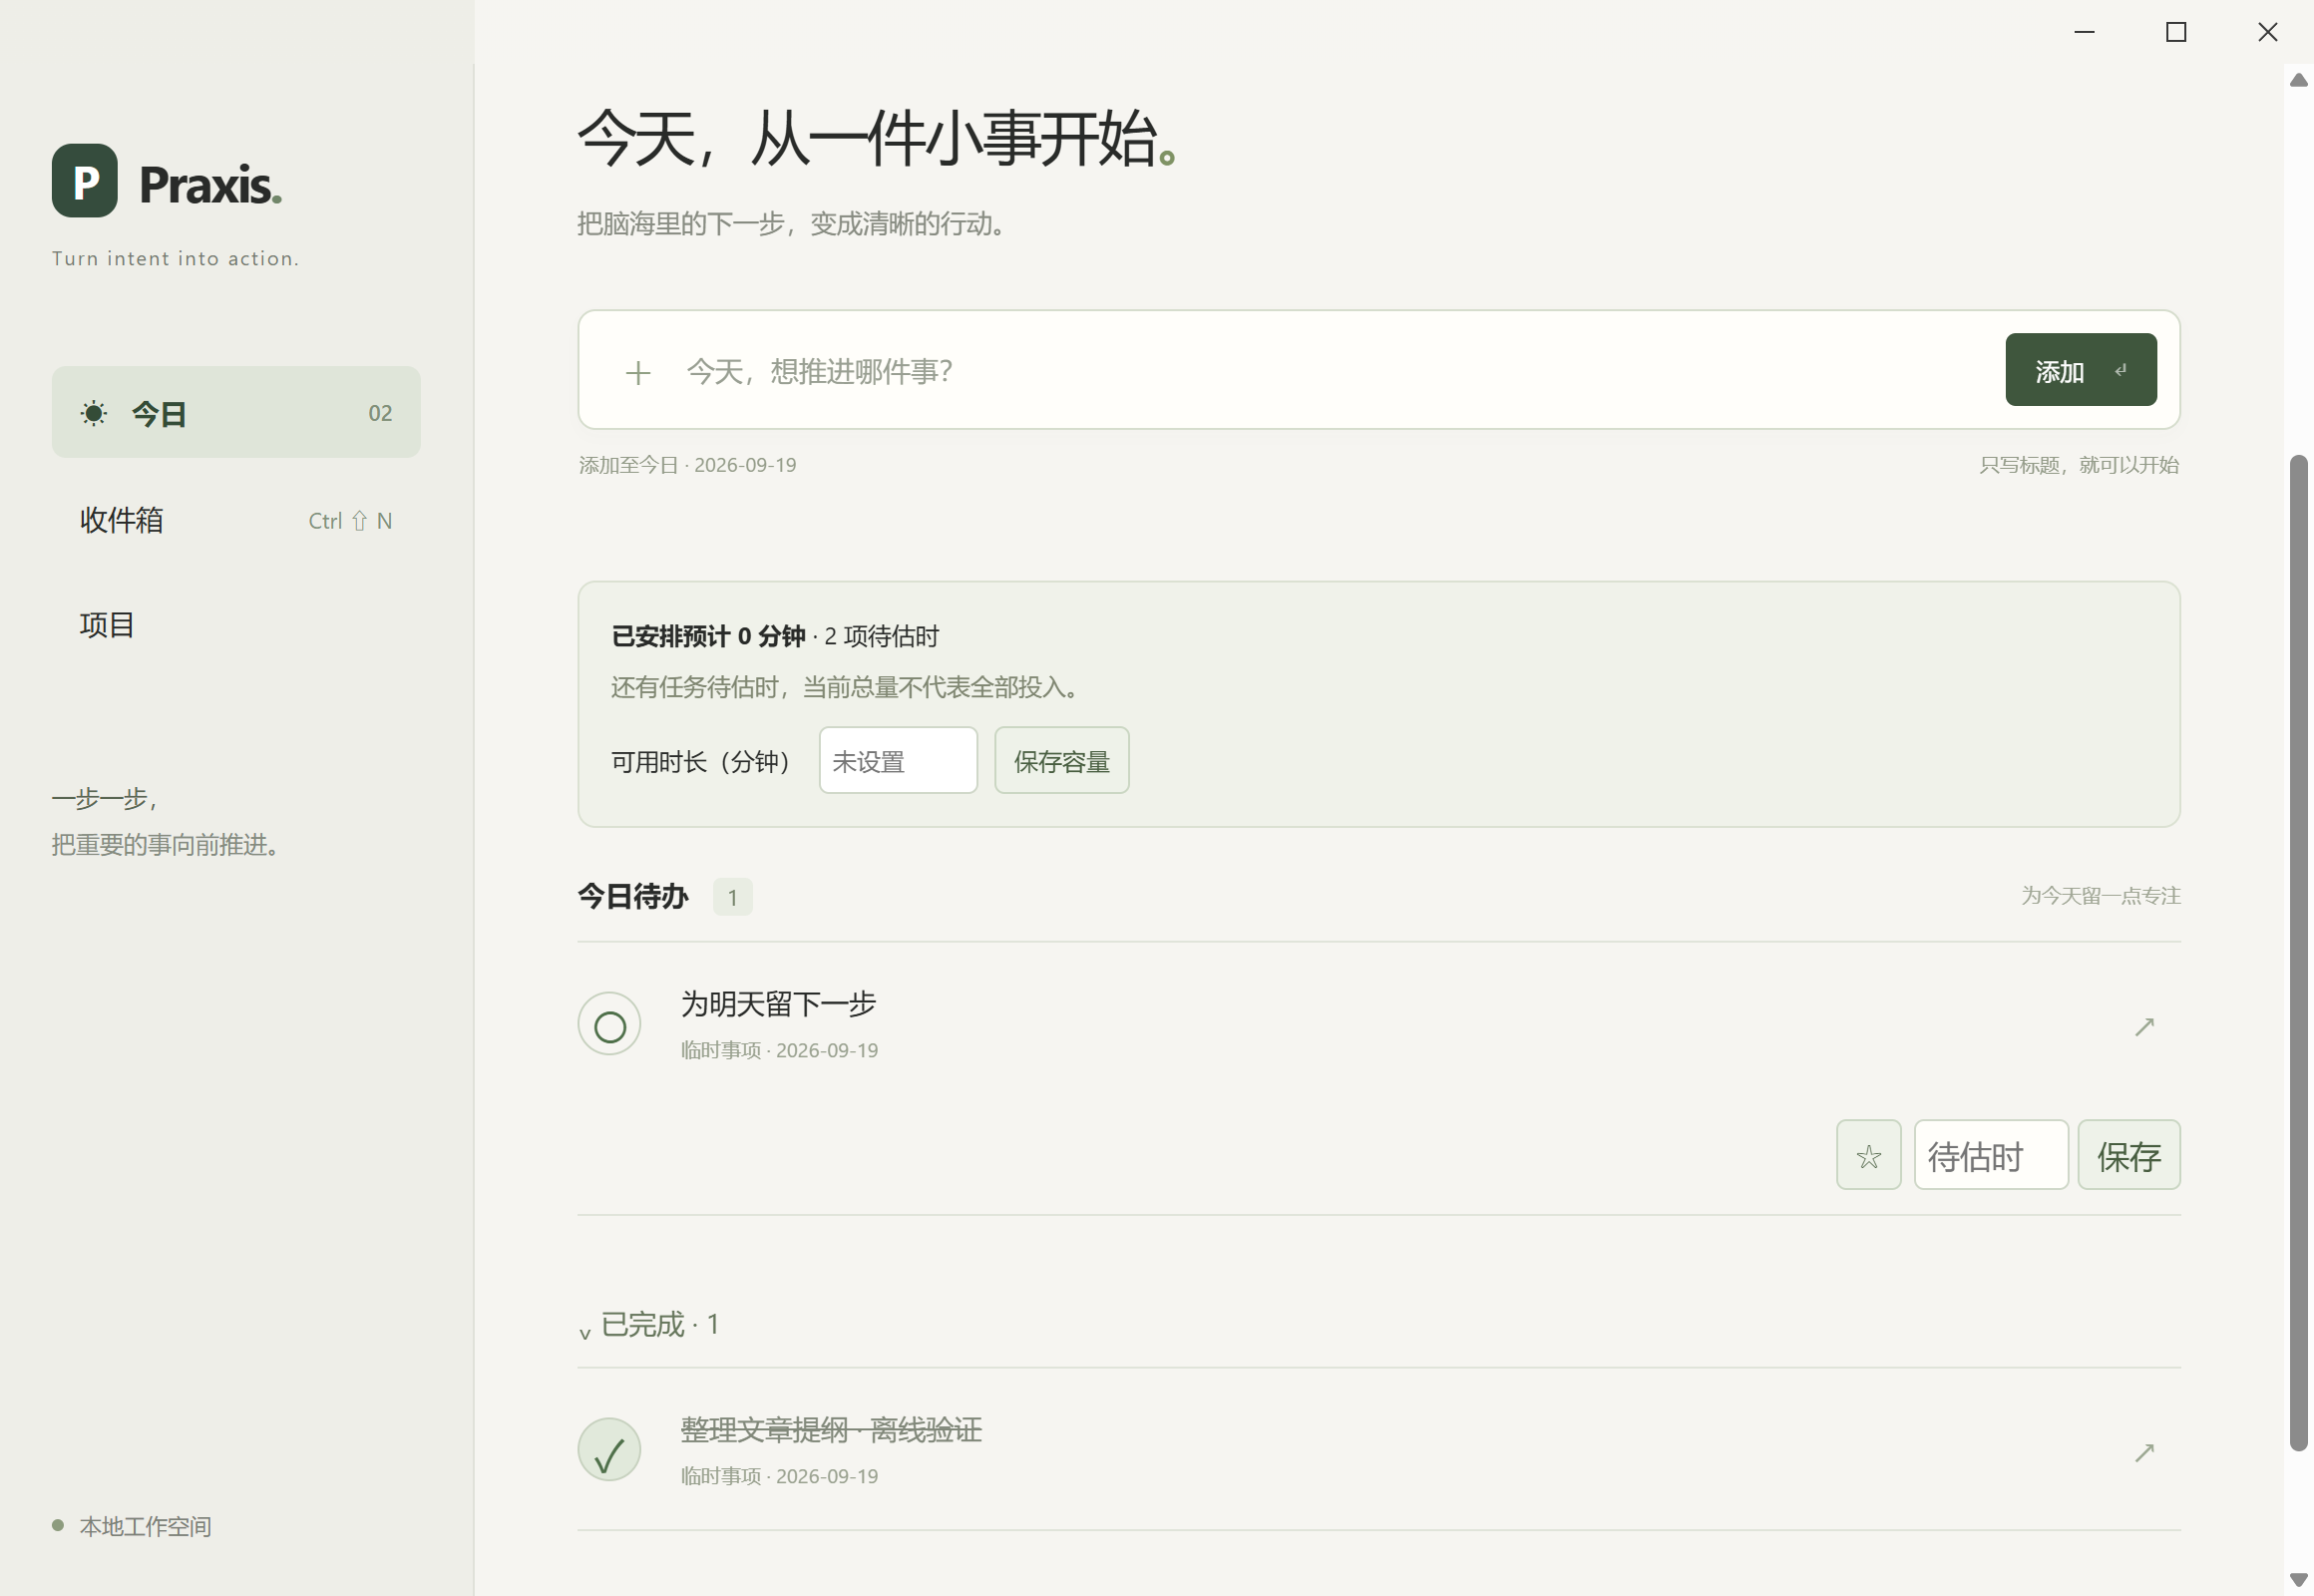 P Praxis.
Turn intent into action.
今日 02
收件箱 Ctrl ⇧ N
项目
一步一步，
把重要的事向前推进。
本地工作空间
今天，从一件小事开始。
把脑海里的下一步，变成清晰的行动。
今天，想推进哪件事？
添加 ↵
添加至今日 · 2026-09-19
只写标题，就可以开始
已安排预计 0 分钟 · 2 项待估时
还有任务待估时，当前总量不代表全部投入。
可用时长（分钟） 未设置 保存容量
今日待办 1
为今天留一点专注
为明天留下一步
临时事项 · 2026-09-19
待估时 保存
已完成 · 1
整理文章提纲 · 离线验证
临时事项 · 2026-09-19